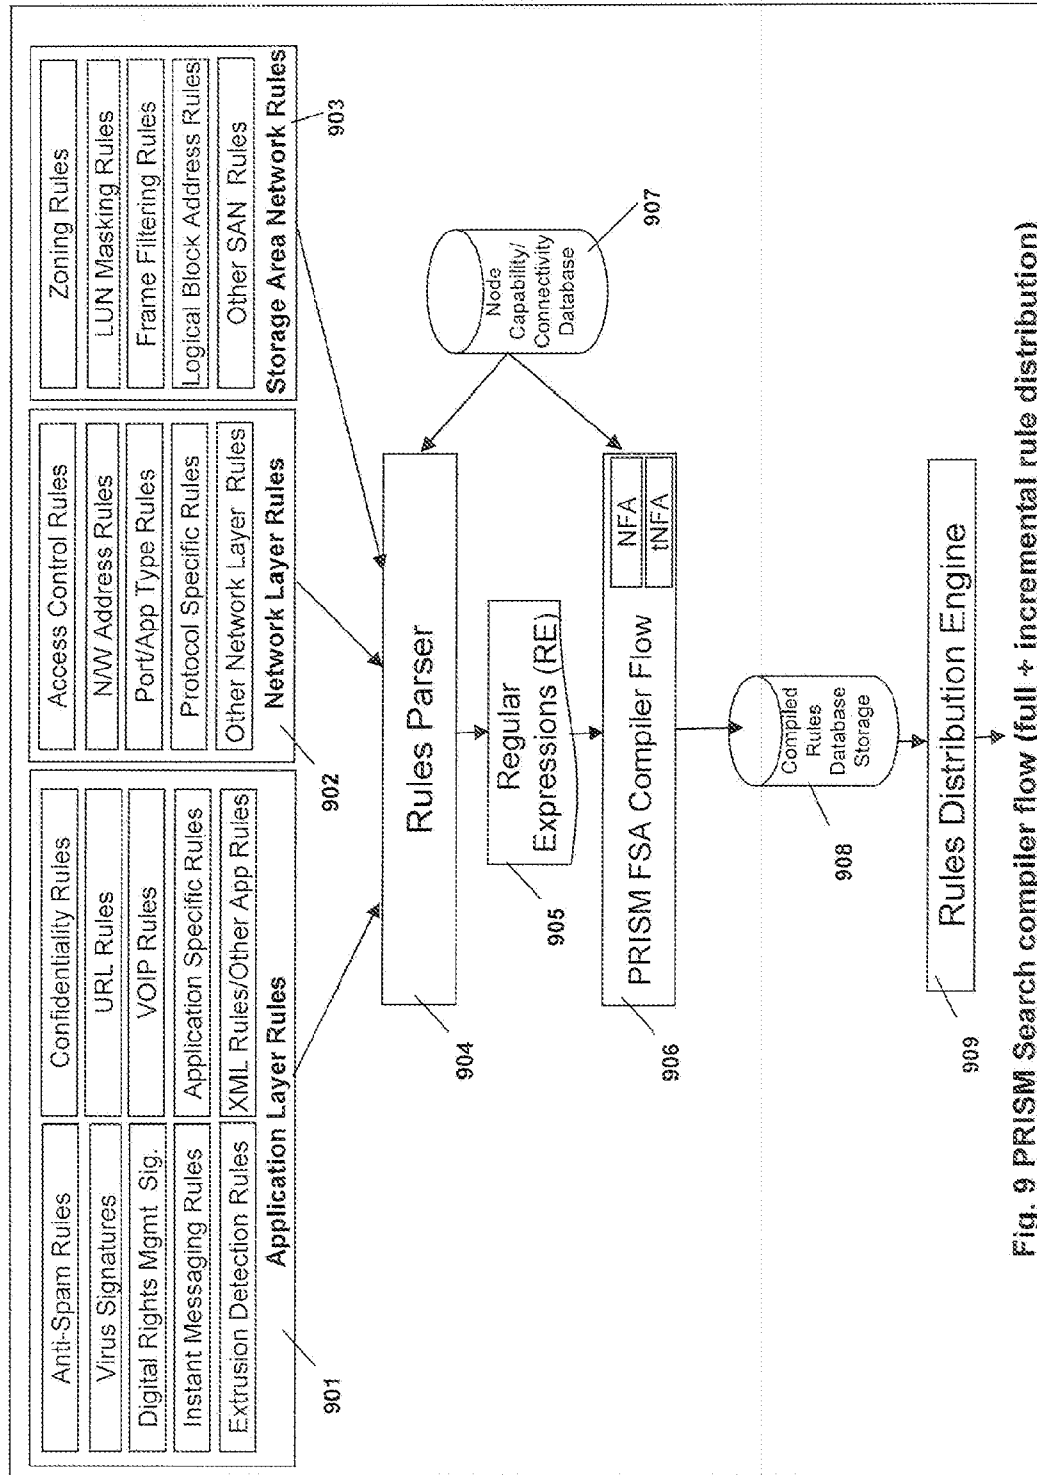 Anti-Spam Rules
Confidentiality Rules
Virus Signatures
URL Rules
Digital Rights Mgmt Sig.
VOIP Rules
Instant Messaging Rules
Application Specific Rules
Extrusion Detection Rules
XML Rules/Other App Rules
Application Layer Rules
901
Access Control Rules
N/W Address Rules
Port/App Type Rules
Protocol Specific Rules
Other Network Layer Rules
Network Layer Rules
902
Zoning Rules
LUN Masking Rules
Frame Filtering Rules
Logical Block Address Rules
Other SAN Rules
Storage Area Network Rules
903
Rules Parser
904
Regular
Expressions (RE)
905
Node
Capability/
Connectivity
Database
907
PRISM FSA Compiler Flow
NFA
tNFA
906
Compiled
Rules
Database
Storage
908
Rules Distribution Engine
909
Fig. 9 PRISM Search compiler flow (full + incremental rule distribution)